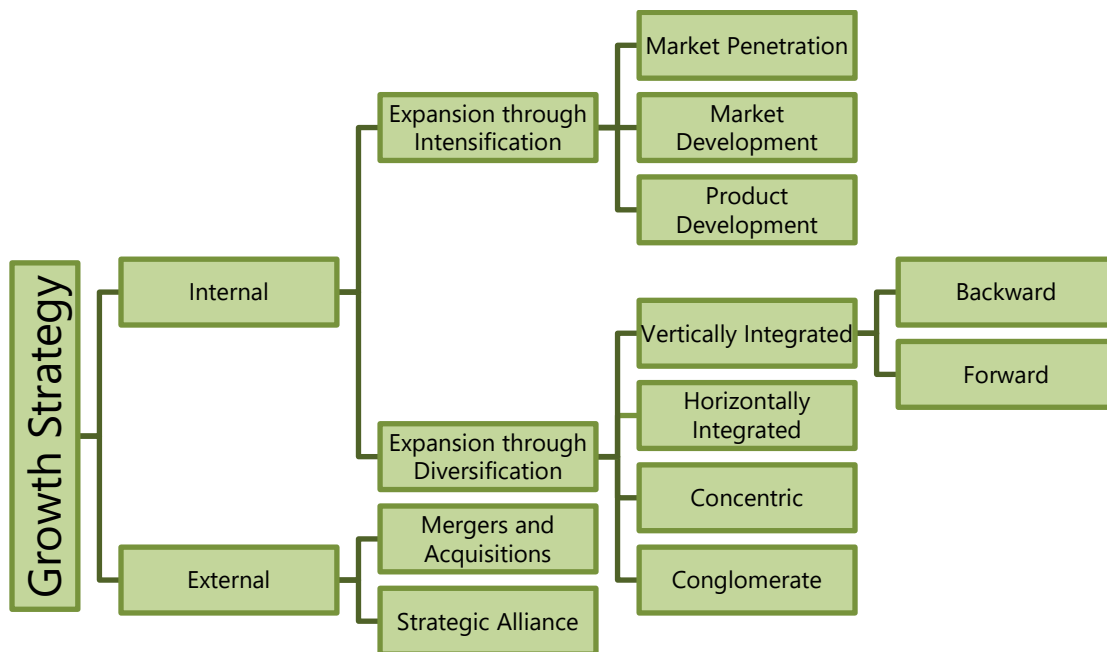 Growth Strategy
Internal
External
Expansion through
Intensification
Expansion through
Diversification
Mergers and
Acquisitions
Strategic Alliance
Market Penetration
Market
Development
Product
Development
Vertically Integrated
Horizontally
Integrated
Concentric
Conglomerate
Backward
Forward